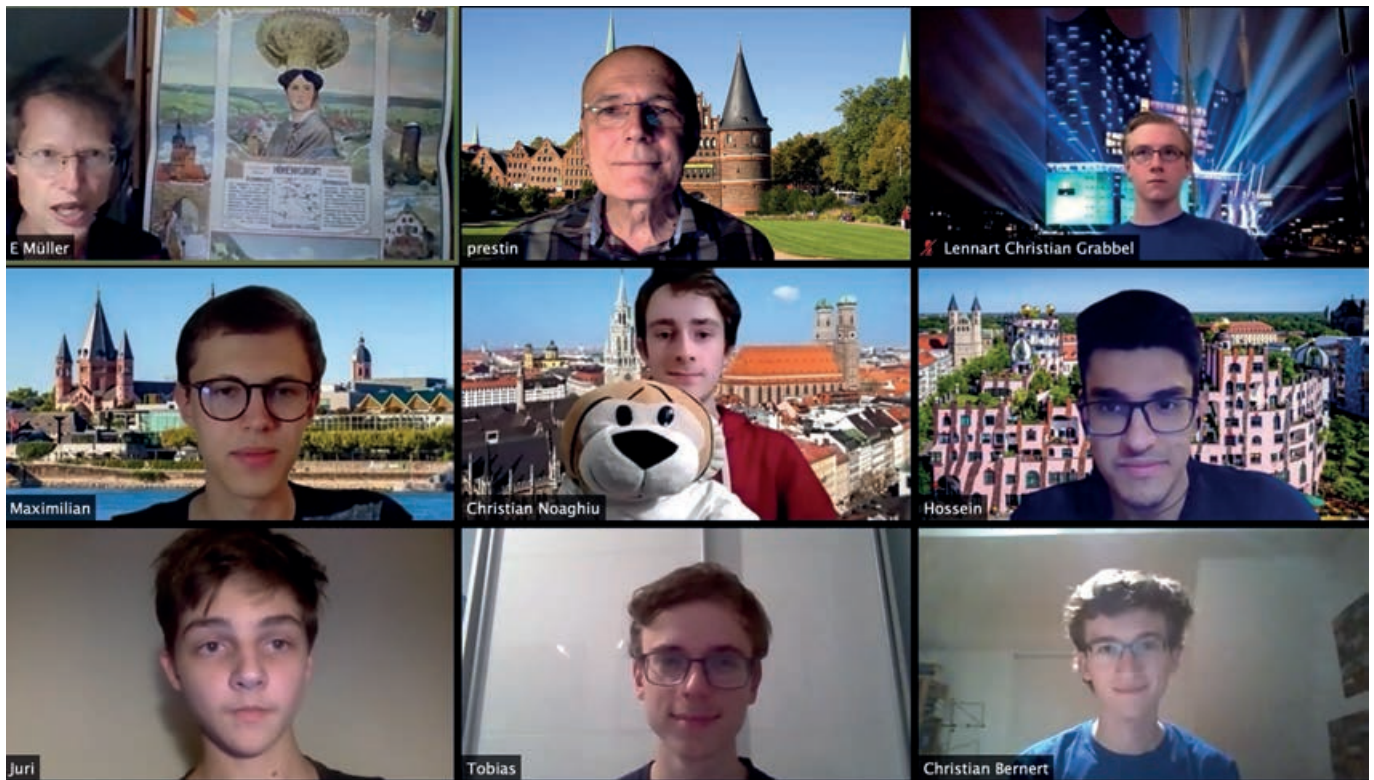 E Müller
prestin
Lennart Christian Grabbel
Maximilian
Christian Noaghiu
Hossein
Juri
Tobias
Christian Bernert